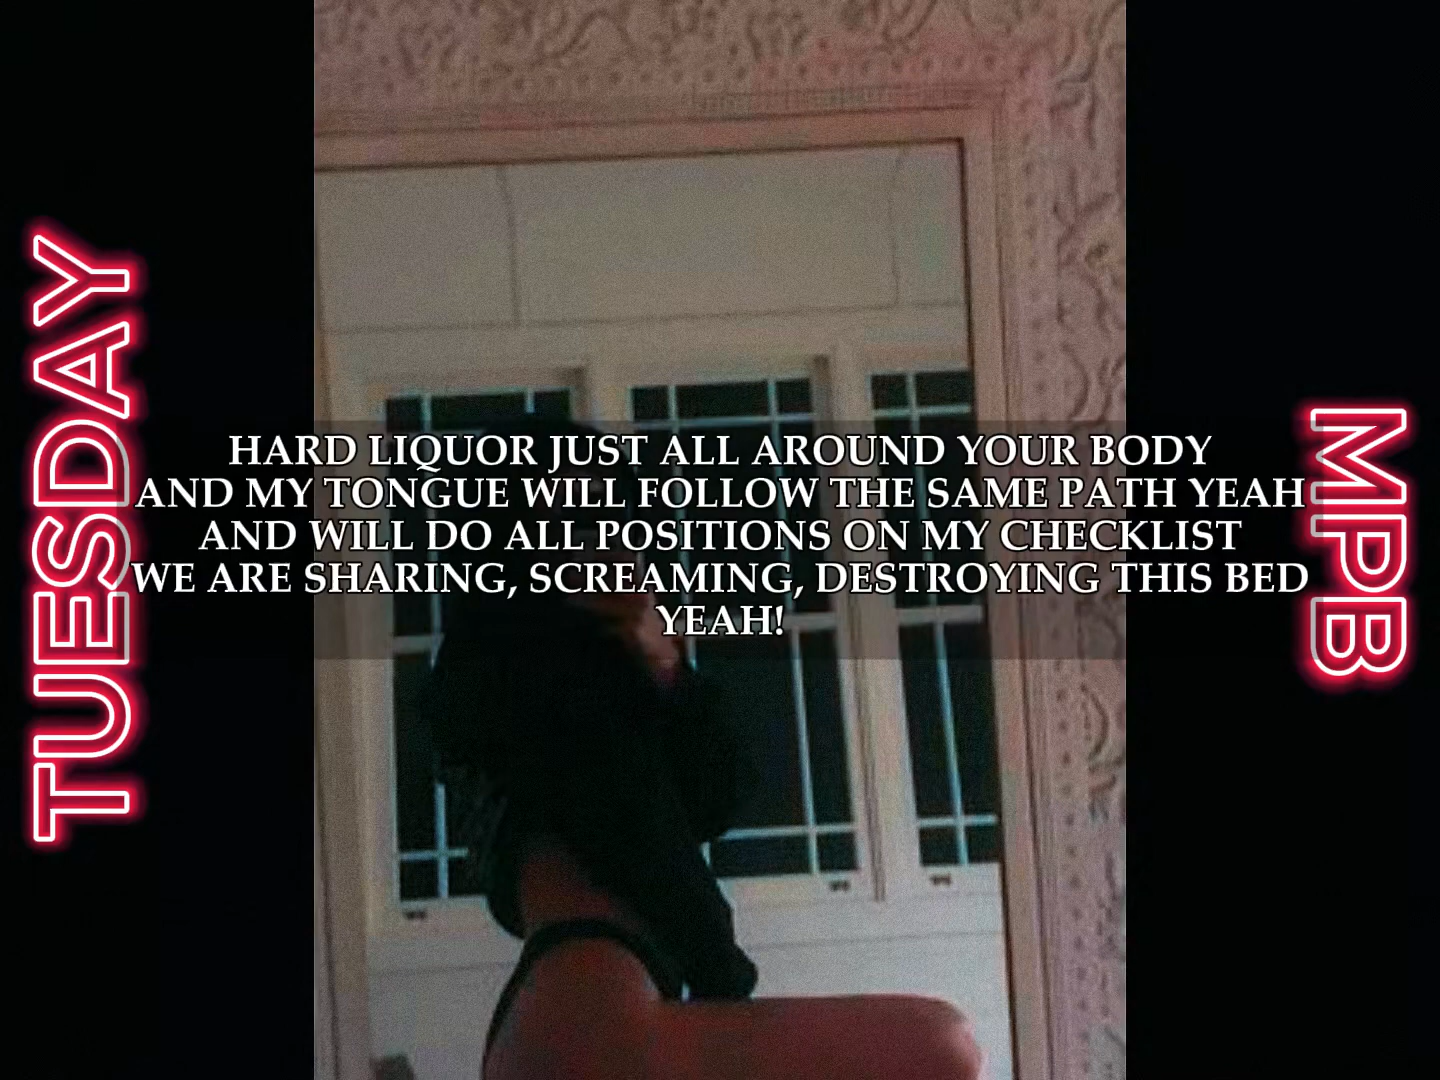 TUESDAY
HARD LIQUOR JUST ALL AROUND YOUR BODY
AND MY TONGUE WILL FOLLOW THE SAME PATH YEAH
AND WILL DO ALL POSITIONS ON MY CHECKLIST
WE ARE SHARING, SCREAMING, DESTROYING THIS BED
YEAH!
MPB